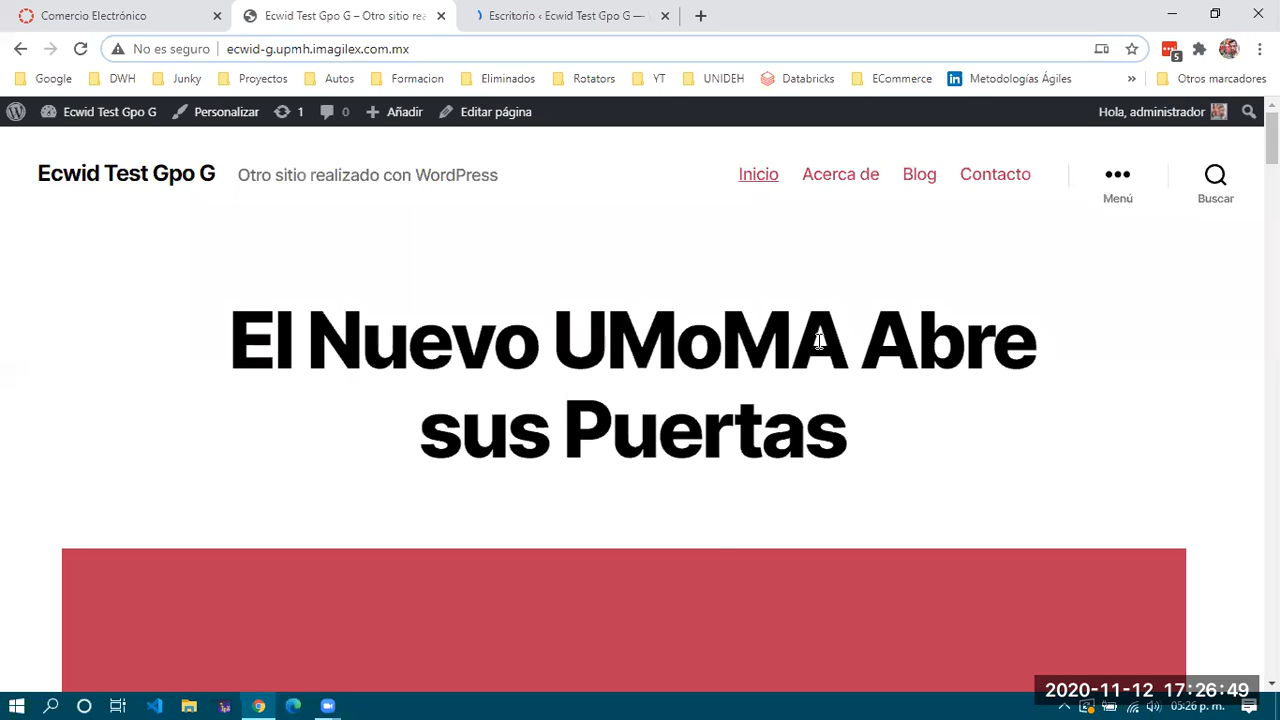 Comercio Electrónico
Ecwid Test Gpo G – Otro sitio rea
Escritorio ‹ Ecwid Test Gpo G —
No es seguro
ecwid-g.upmh.imagilex.com.mx
5
Google
DWH
Junky
Proyectos
Autos
Formacion
Eliminados
Rotators
YT
UNIDEH
Databricks
ECommerce
Metodologías Ágiles
»
Otros marcadores
Ecwid Test Gpo G
Personalizar
1
0
Añadir
Editar página
Hola, administrador
Ecwid Test Gpo G
Otro sitio realizado con WordPress
Inicio
Acerca de
Blog
Contacto
Menú
Buscar
El Nuevo UMoMA Abre
sus Puertas
2020-11-12 17:26:49
05:26 p. m.